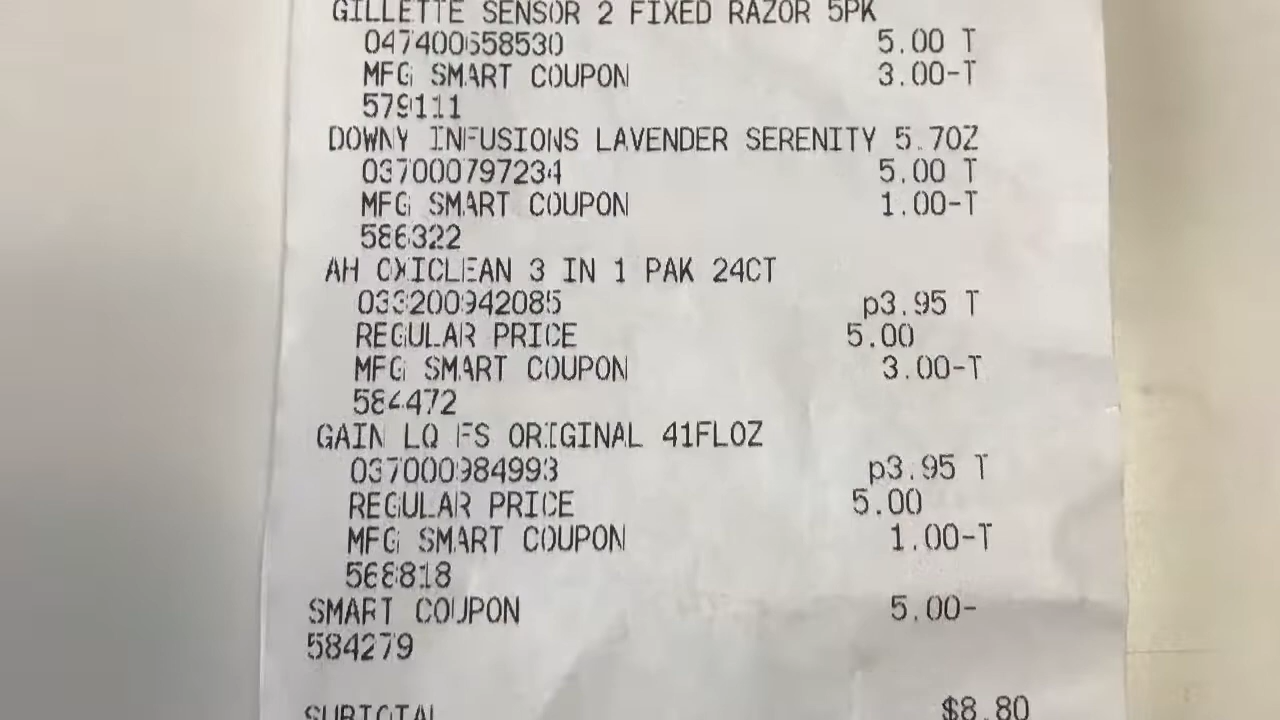 GILLETTE SENSOR 2 FIXED RAZOR 5PK
047400658530 5.00 T
MFG SMART COUPON 3.00-T
579111
DOWNY INFUSIONS LAVENDER SERENITY 5.7OZ
037000797234 5.00 T
MFG SMART COUPON 1.00-T
586322
AH OXICLEAN 3 IN 1 PAK 24CT
033200942085 p3.95 T
REGULAR PRICE 5.00
MFG SMART COUPON 3.00-T
584472
GAIN LQ FS ORIGINAL 41FLOZ
037000984993 p3.95 T
REGULAR PRICE 5.00
MFG SMART COUPON 1.00-T
568818
SMART COUPON 5.00-
584279
SUBTOTAL $8.80